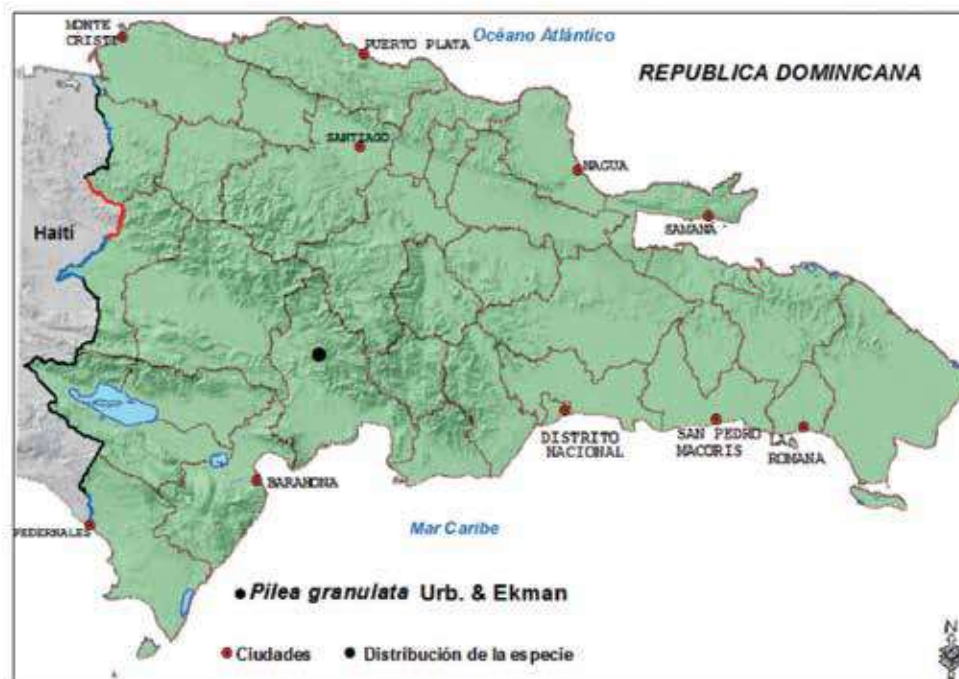 MONTE
CRISTI
PUERTO PLATA
Océano Atlántico
REPUBLICA DOMINICANA
SANTIAGO
NAGUA
SAMANA
Haití
DISTRITO
NACIONAL
SAN PEDRO
MACORIS
LA
ROMANA
BARAHONA
PEDERNALES
Mar Caribe
Pilea granulata Urb. & Ekman
Ciudades
Distribución de la especie
N